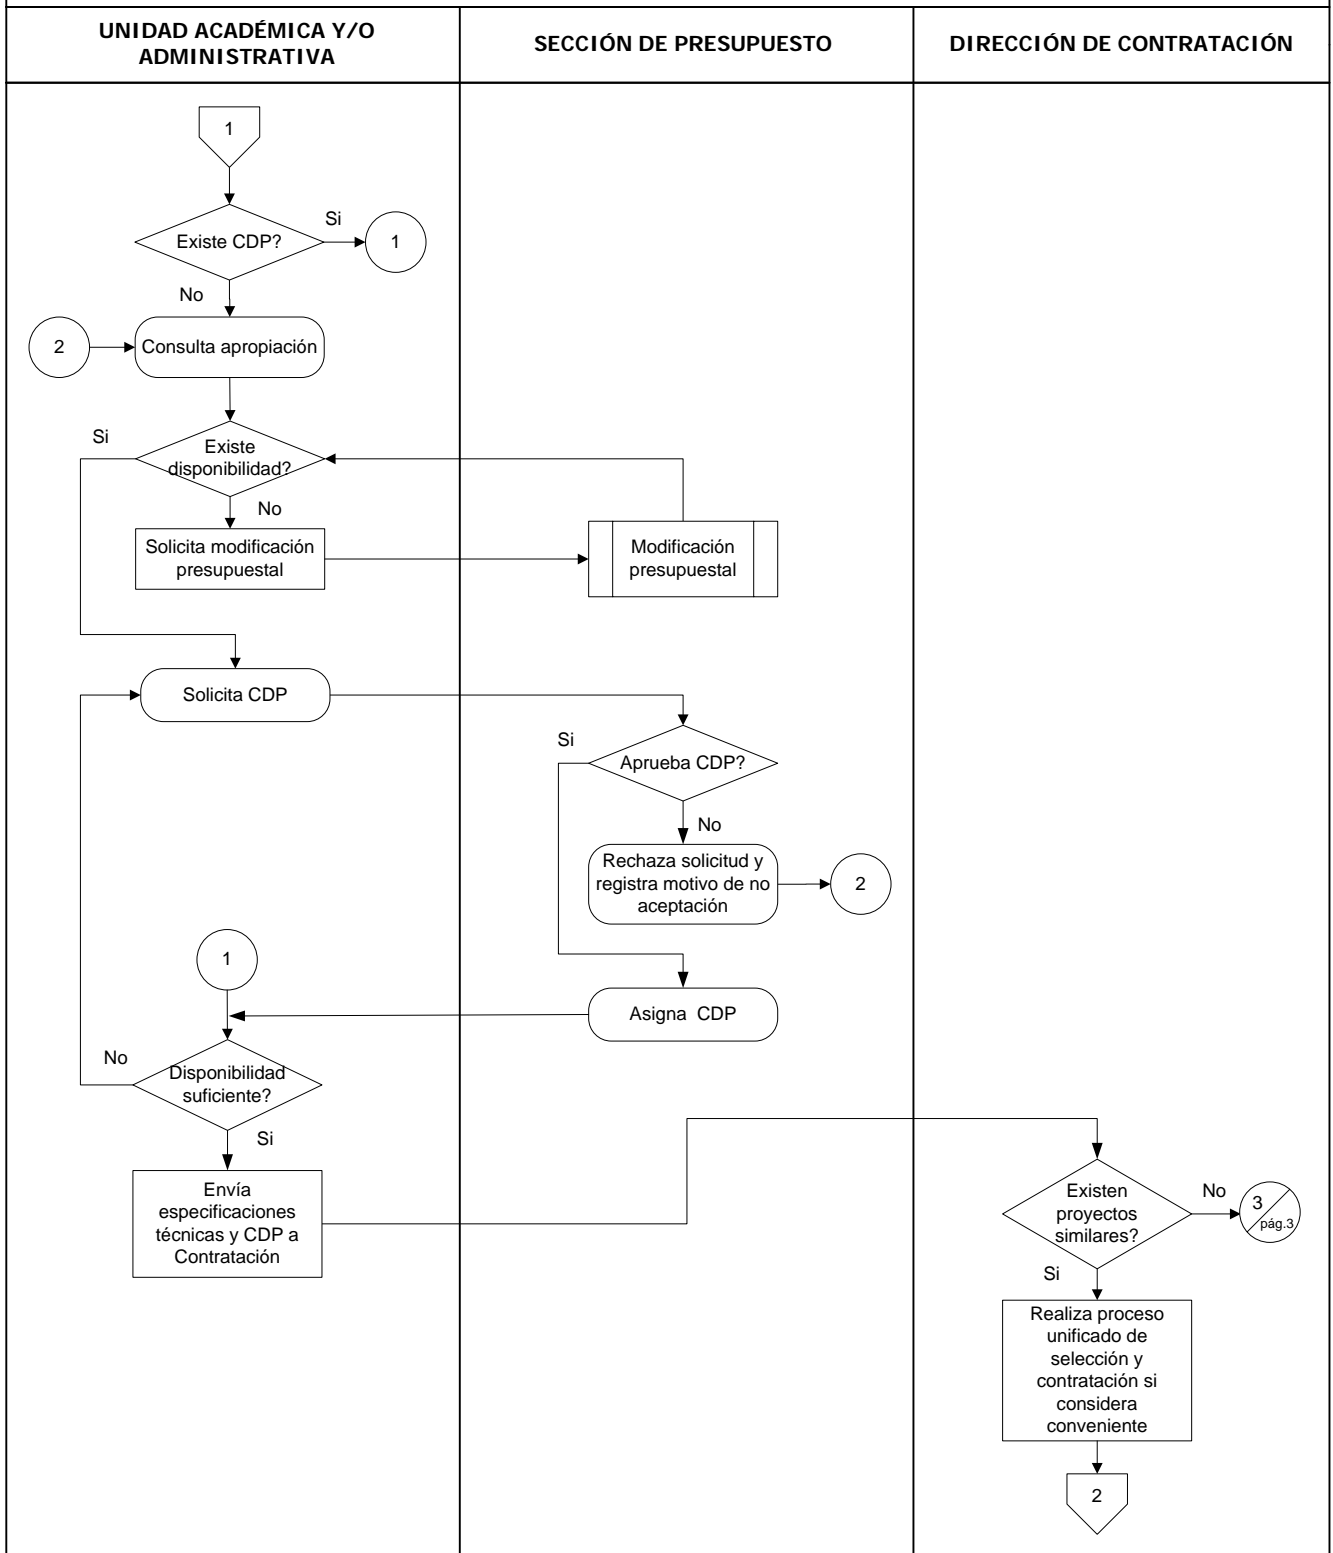 UNIDAD ACADÉMICA Y/O
ADMINISTRATIVA
SECCIÓN DE PRESUPUESTO
DIRECCIÓN DE CONTRATACIÓN
1
Existe CDP?
Si
1
No
2
Consulta apropiación
Si
Existe
disponibilidad?
No
Solicita modificación
presupuestal
Modificación
presupuestal
Solicita CDP
Si
Aprueba CDP?
No
Rechaza solicitud y
registra motivo de no
aceptación
2
1
Asigna  CDP
No
Disponibilidad
suficiente?
Si
Envía
especificaciones
técnicas y CDP a
Contratación
Existen
proyectos
similares?
No
3
pág.3
Si
Realiza proceso
unificado de
selección y
contratación si
considera
conveniente
2